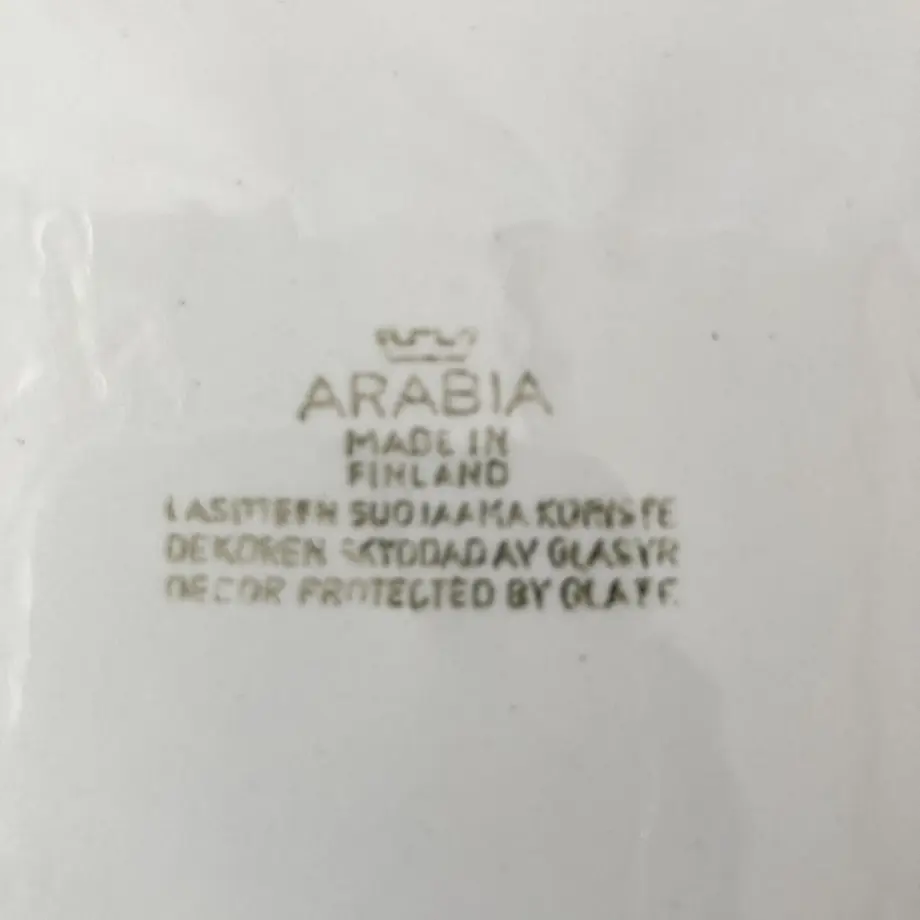 ARABIA
MADE IN
FINLAND
LASITTEEN SUOJAAMA KORISTE
DEKOREN SKYDDAD AV GLASYR
DECOR PROTECTED BY GLAZE